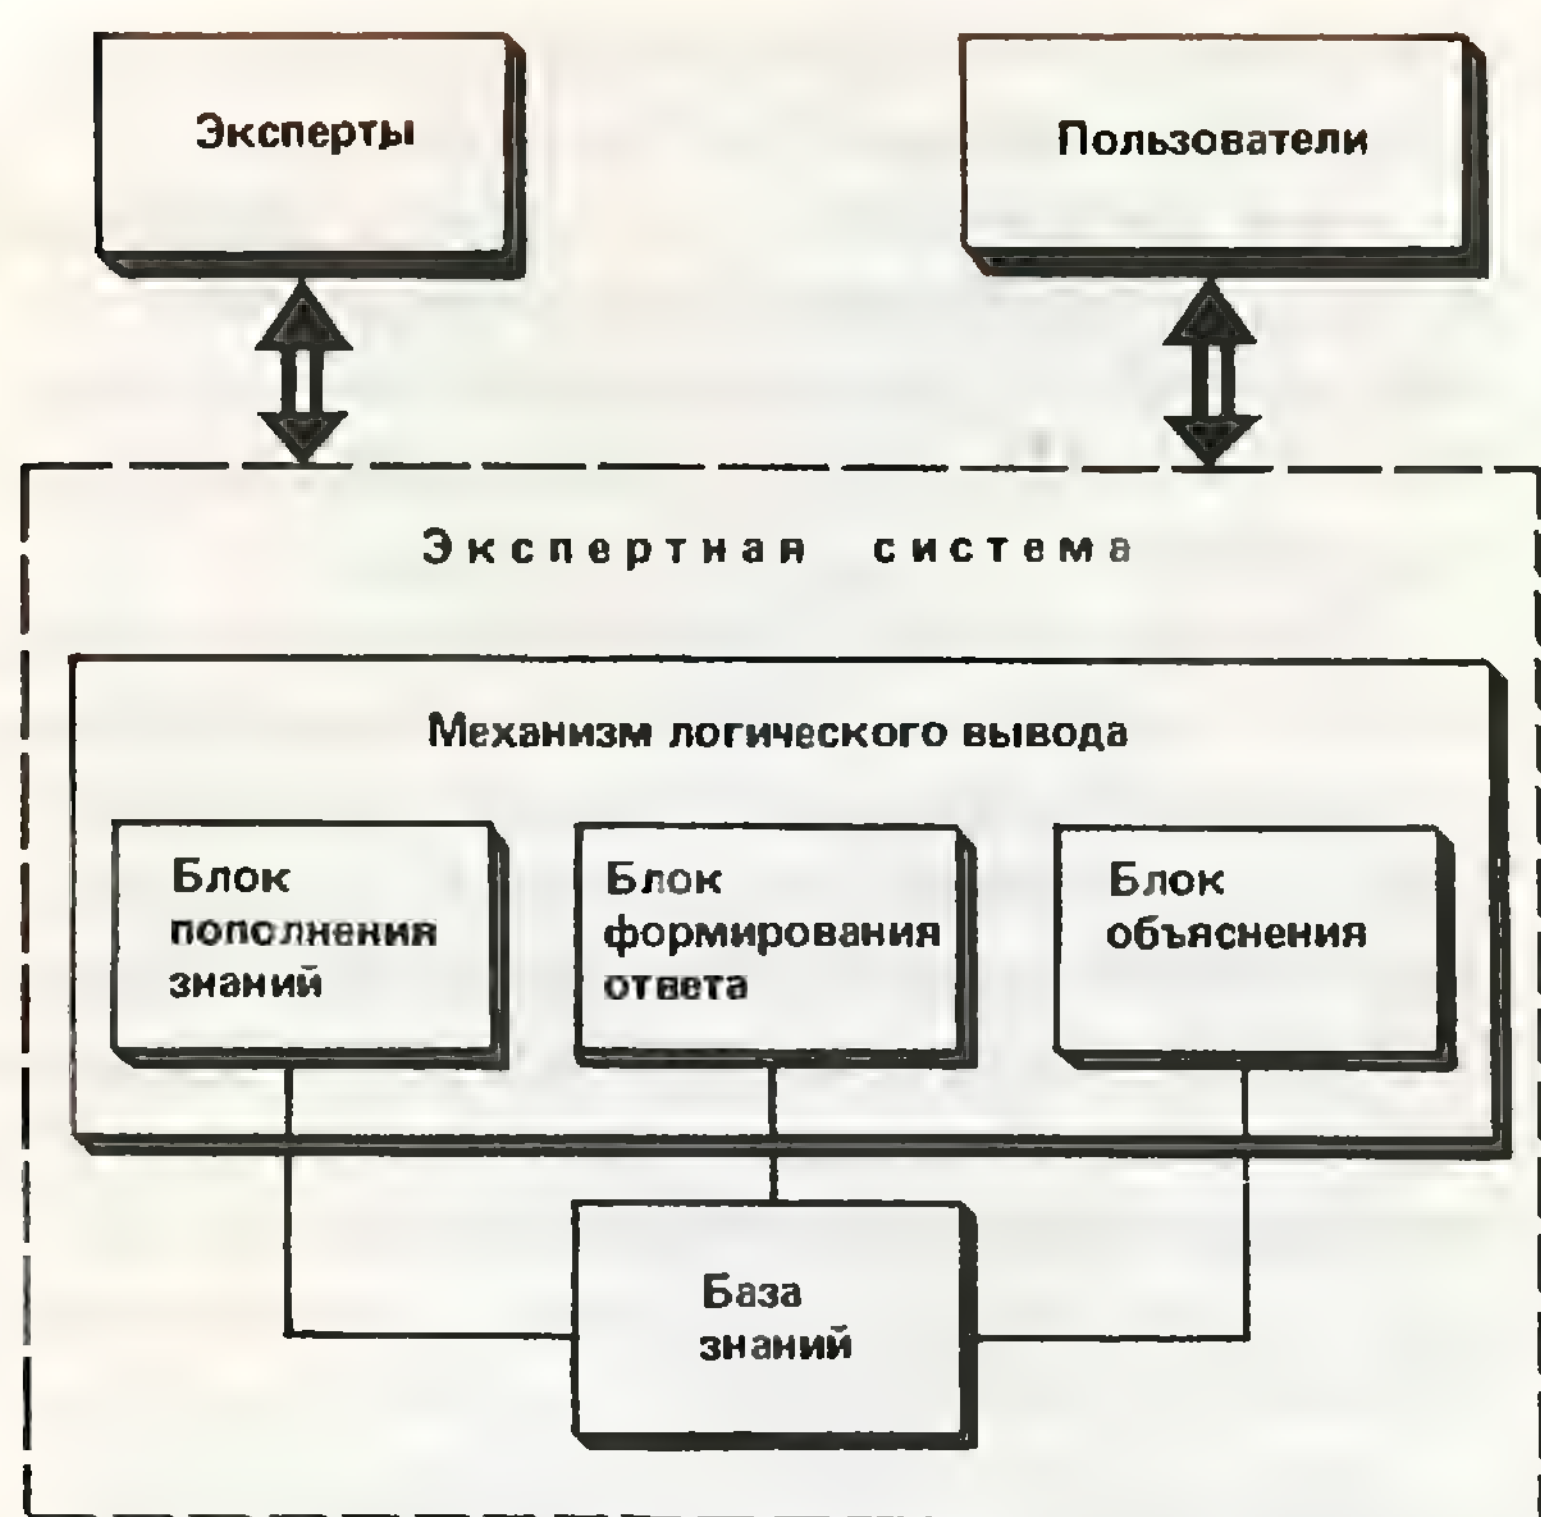 Эксперты
Пользователи
Экспертная система
Механизм логического вывода
Блок
пополнения
знаний
Блок
формирования
ответа
Блок
объяснения
База
знаний